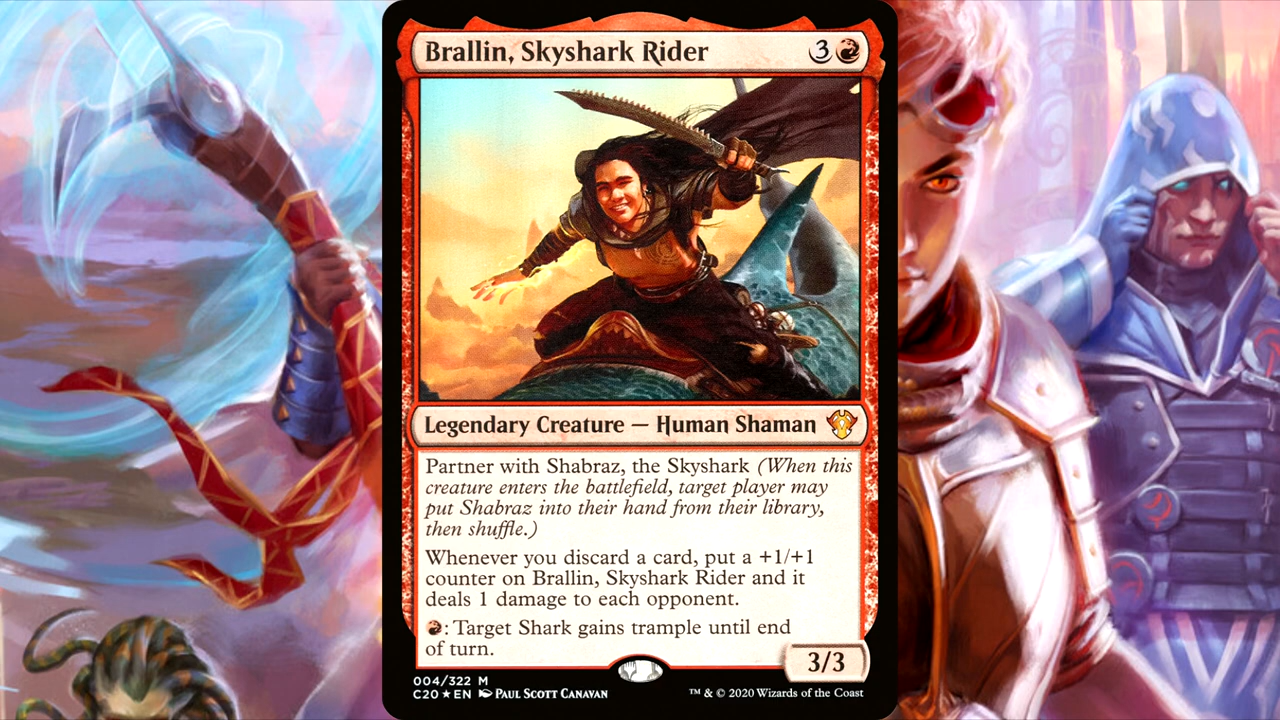 Brallin, Skyshark Rider 3
Legendary Creature — Human Shaman
Partner with Shabraz, the Skyshark (When this
creature enters the battlefield, target player may
put Shabraz into their hand from their library,
then shuffle.)
Whenever you discard a card, put a +1/+1
counter on Brallin, Skyshark Rider and it
deals 1 damage to each opponent.
: Target Shark gains trample until end
of turn.
3/3
004/322 M
C20 ★ EN Paul Scott Canavan
™ & © 2020 Wizards of the Coast